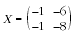 X = (-1 -6
-1 -8)